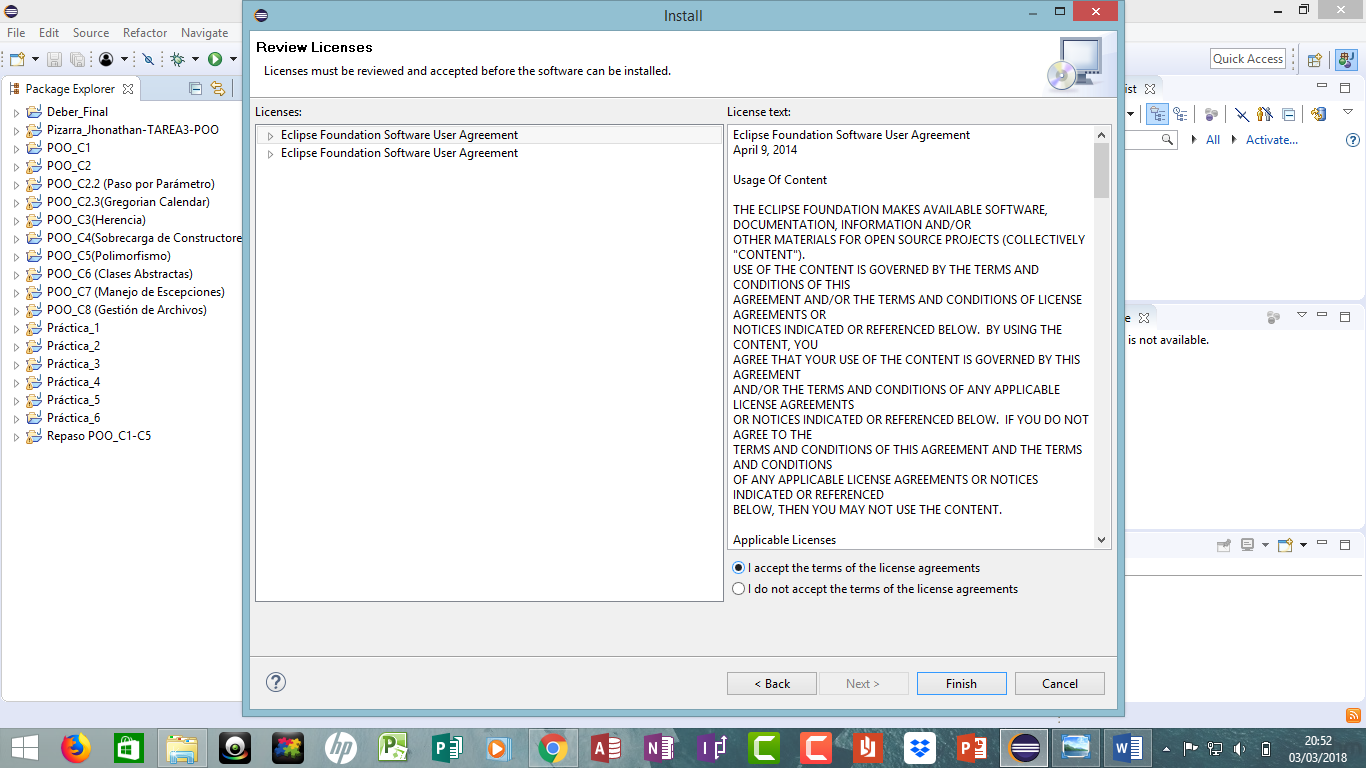 Install
File Edit Source Refactor Navigate
Quick Access
Package Explorer
Deber_Final
Pizarra_Jhonathan-TAREA3-POO
POO_C1
POO_C2
POO_C2.2 (Paso por Parámetro)
POO_C2.3(Gregorian Calendar)
POO_C3(Herencia)
POO_C4(Sobrecarga de Constructore
POO_C5(Polimorfismo)
POO_C6 (Clases Abstractas)
POO_C7 (Manejo de Escepciones)
POO_C8 (Gestión de Archivos)
Práctica_1
Práctica_2
Práctica_3
Práctica_4
Práctica_5
Práctica_6
Repaso POO_C1-C5
Review Licenses
Licenses must be reviewed and accepted before the software can be installed.
Licenses:
Eclipse Foundation Software User Agreement
Eclipse Foundation Software User Agreement
License text:
Eclipse Foundation Software User Agreement
April 9, 2014
Usage Of Content
THE ECLIPSE FOUNDATION MAKES AVAILABLE SOFTWARE,
DOCUMENTATION, INFORMATION AND/OR
OTHER MATERIALS FOR OPEN SOURCE PROJECTS (COLLECTIVELY
"CONTENT").
USE OF THE CONTENT IS GOVERNED BY THE TERMS AND
CONDITIONS OF THIS
AGREEMENT AND/OR THE TERMS AND CONDITIONS OF LICENSE
AGREEMENTS OR
NOTICES INDICATED OR REFERENCED BELOW.  BY USING THE
CONTENT, YOU
AGREE THAT YOUR USE OF THE CONTENT IS GOVERNED BY THIS
AGREEMENT
AND/OR THE TERMS AND CONDITIONS OF ANY APPLICABLE
LICENSE AGREEMENTS
OR NOTICES INDICATED OR REFERENCED BELOW.  IF YOU DO NOT
AGREE TO THE
TERMS AND CONDITIONS OF THIS AGREEMENT AND THE TERMS
AND CONDITIONS
OF ANY APPLICABLE LICENSE AGREEMENTS OR NOTICES
INDICATED OR REFERENCED
BELOW, THEN YOU MAY NOT USE THE CONTENT.
Applicable Licenses
I accept the terms of the license agreements
I do not accept the terms of the license agreements
< Back
Next >
Finish
Cancel
ist
All
Activate...
e
is not available.
20:52
03/03/2018